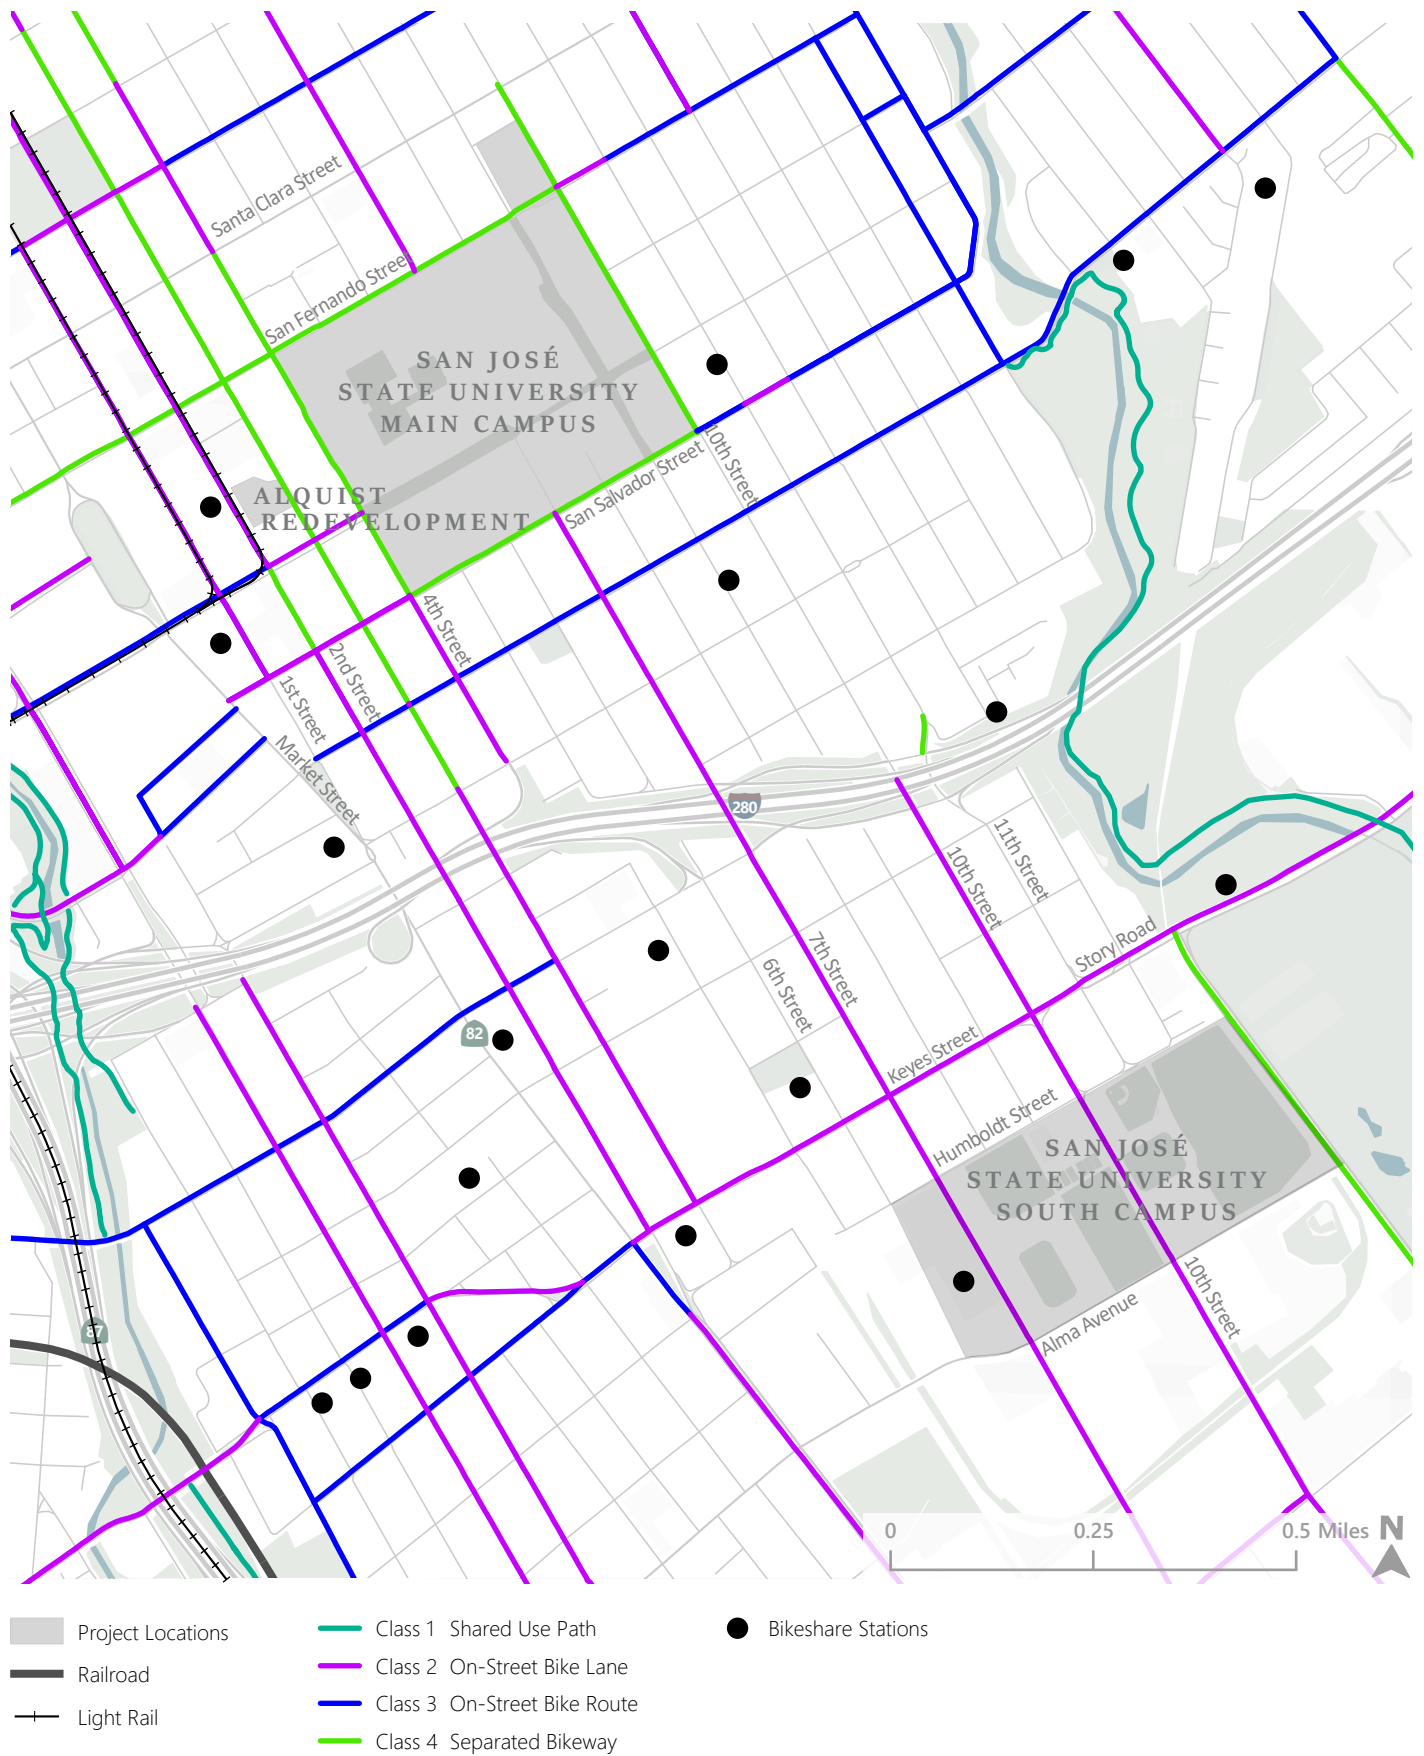 Santa Clara Street
San Fernando Street
SAN JOSÉ
STATE UNIVERSITY
MAIN CAMPUS
10th Street
San Salvador Street
ALQUIST
REDEVELOPMENT
4th Street
2nd Street
1st Street
Market Street
280
11th Street
10th Street
7th Street
6th Street
Story Road
82
Keyes Street
Humboldt Street
SAN JOSÉ
STATE UNIVERSITY
SOUTH CAMPUS
10th Street
Alma Avenue
87
0 0.25 0.5 Miles N
Project Locations
Railroad
Light Rail
Class 1 Shared Use Path
Class 2 On-Street Bike Lane
Class 3 On-Street Bike Route
Class 4 Separated Bikeway
Bikeshare Stations